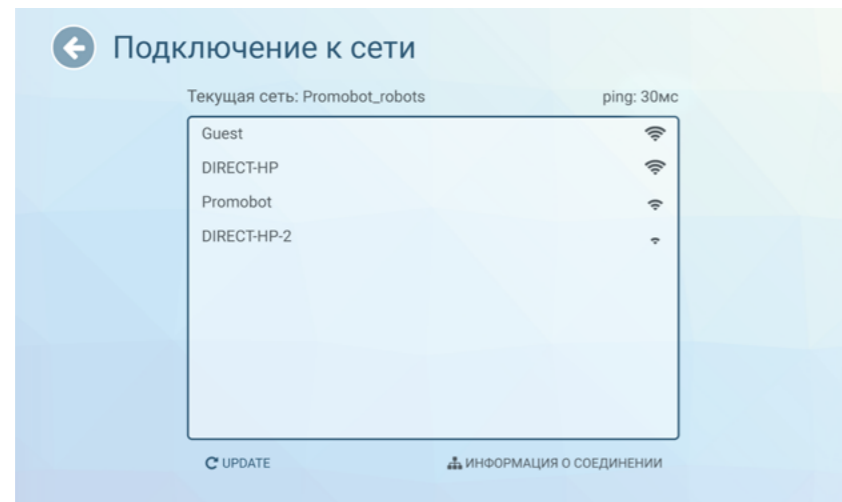 Подключение к сети
Текущая сеть: Promobot_robots ping: 30мс
Guest
DIRECT-HP
Promobot
DIRECT-HP-2
UPDATE ИНФОРМАЦИЯ О СОЕДИНЕНИИ